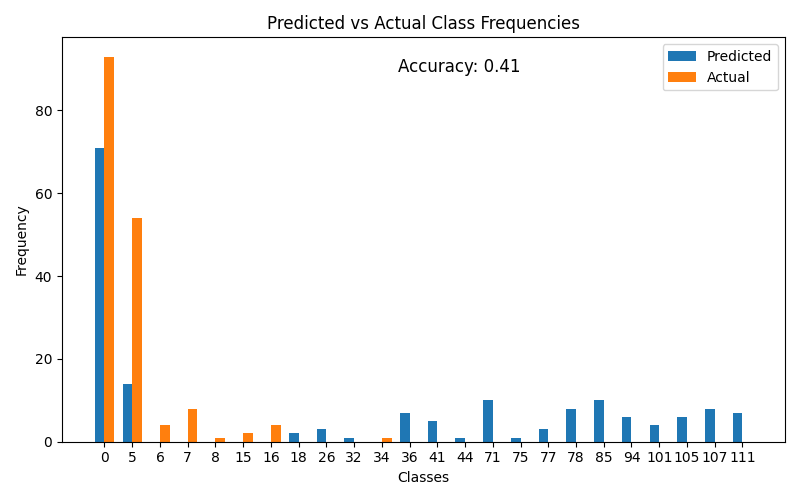 Predicted vs Actual Class Frequencies
Accuracy: 0.41
Predicted
Actual
Frequency
80
60
40
20
0
0 5 6 7 8 15 16 18 26 32 34 36 41 44 71 75 77 78 85 94 101 105 107 111
Classes